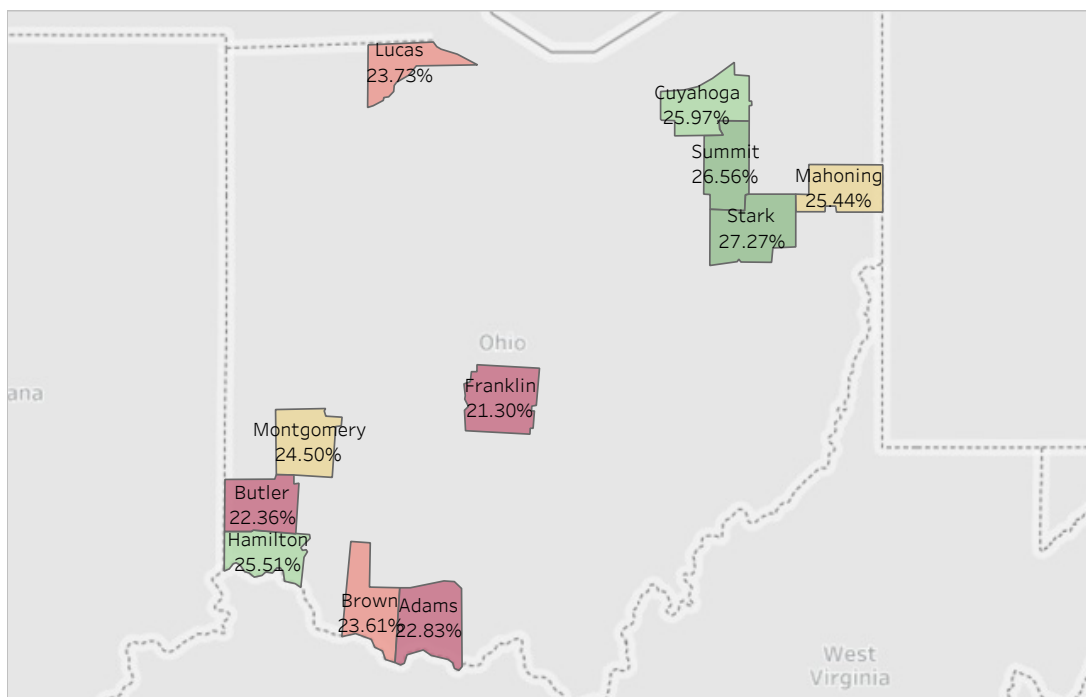 Lucas
23.73%
Cuyahoga
25.97%
Summit
26.56%
Mahoning
25.44%
Stark
27.27%
Ohio
Franklin
21.30%
ana
Montgomery
24.50%
Butler
22.36%
Hamilton
25.51%
Brown
23.61%
Adams
22.83%
West
Virginia